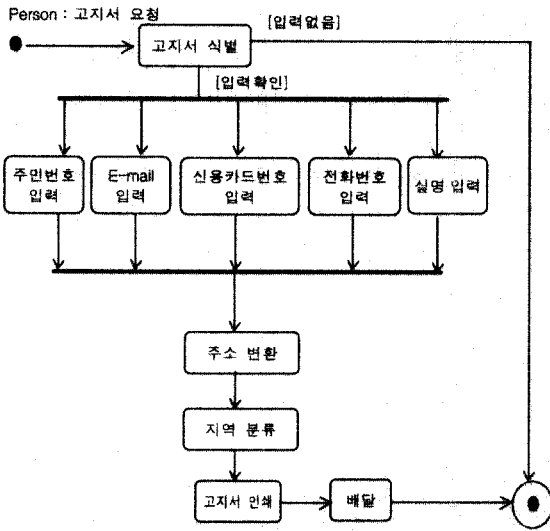 Person : 고지서 요청
[입력없음]
고지서 식별
[입력확인]
주민번호
입력
E-mail
입력
신용카드번호
입력
전화번호
입력
실명 입력
주소 변환
지역 분류
고지서 인쇄
배달